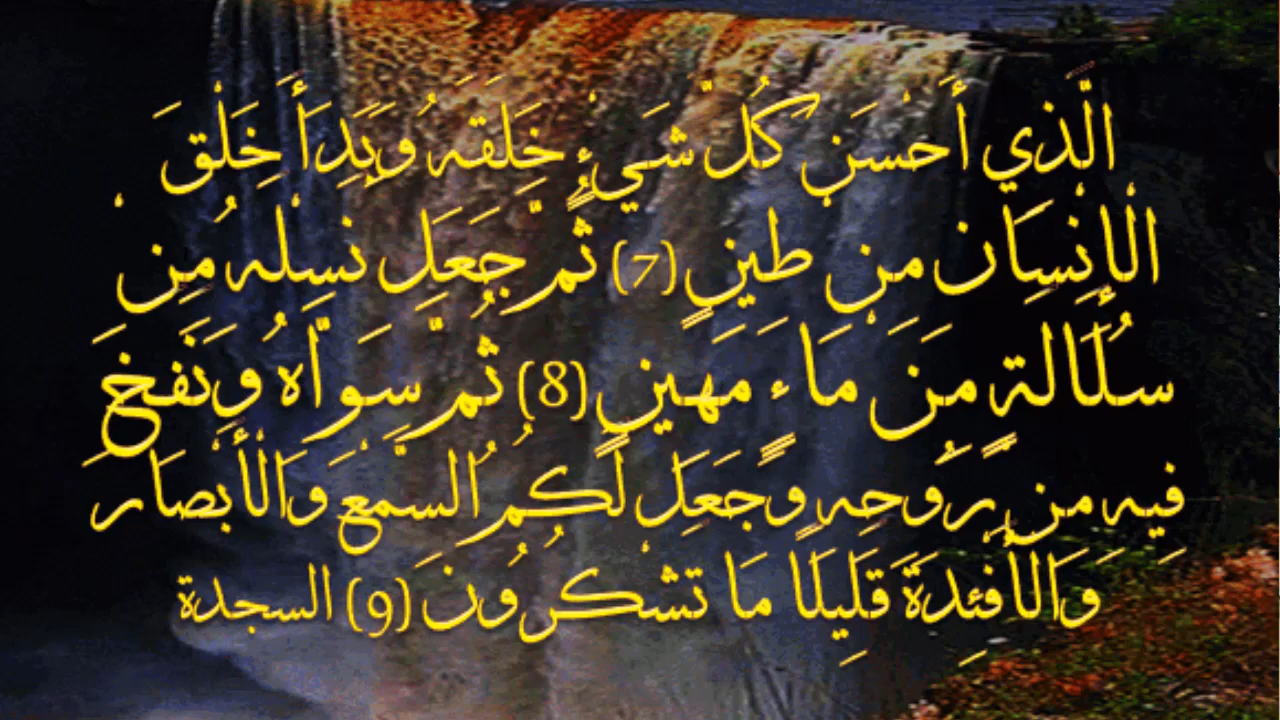 الَّذِي أَحْسَنَ كُلَّ شَيْءٍ خَلَقَهُ وَبَدَأَ خَلْقَ
الْإِنْسَانِ مِنْ طِينٍ (7) ثُمَّ جَعَلَ نَسْلَهُ مِنْ
سُلَالَةٍ مِنْ مَاءٍ مَهِينٍ (8) ثُمَّ سَوَّاهُ وَنَفَخَ
فِيهِ مِنْ رُوحِهِ وَجَعَلَ لَكُمُ السَّمْعَ وَالْأَبْصَارَ
وَالْأَفْئِدَةَ قَلِيلًا مَا تَشْكُرُونَ (9) السجدة